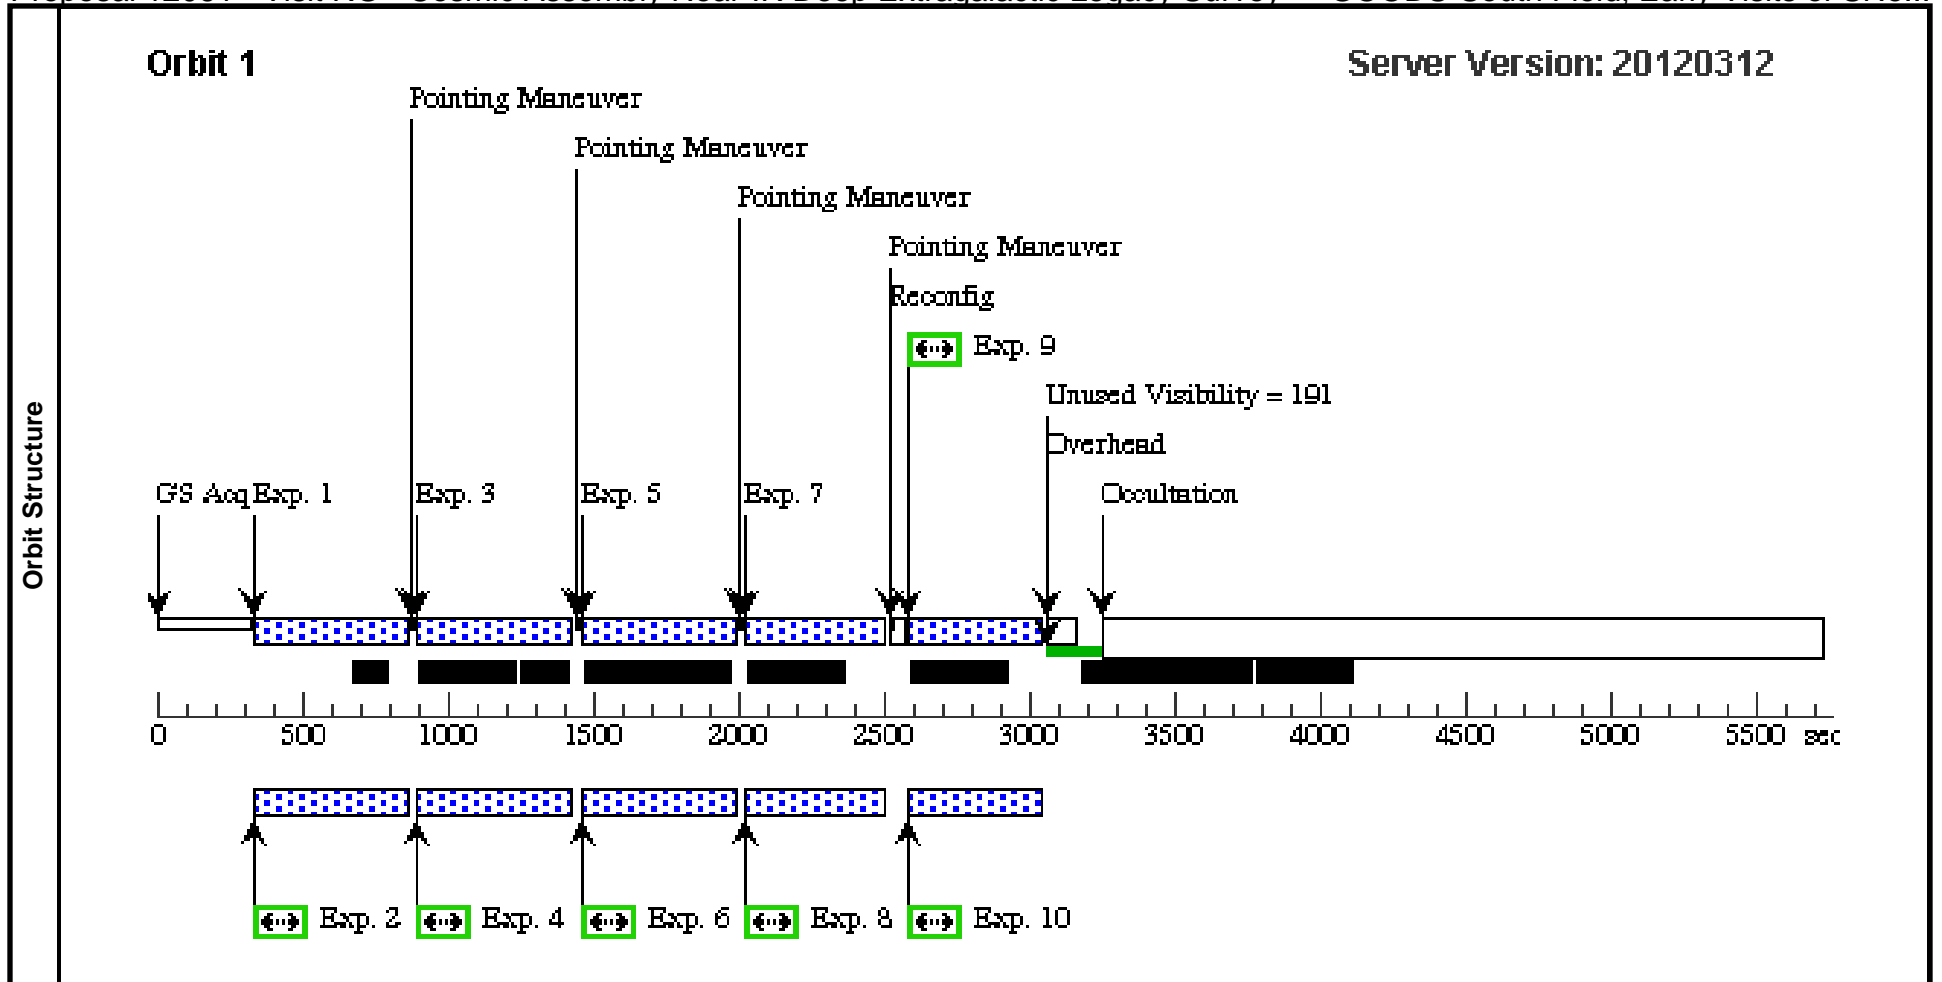 Orbit 1
Server Version: 20120312
Pointing Maneuver
Pointing Maneuver
Pointing Maneuver
Pointing Maneuver
Reconfig
Exp. 9
Unused Visibility = 191
Overhead
GS Acq Exp. 1 Exp. 3 Exp. 5 Exp. 7 Occultation
Orbit Structure
0 500 1000 1500 2000 2500 3000 3500 4000 4500 5000 5500 sec
Exp. 2 Exp. 4 Exp. 6 Exp. 8 Exp. 10